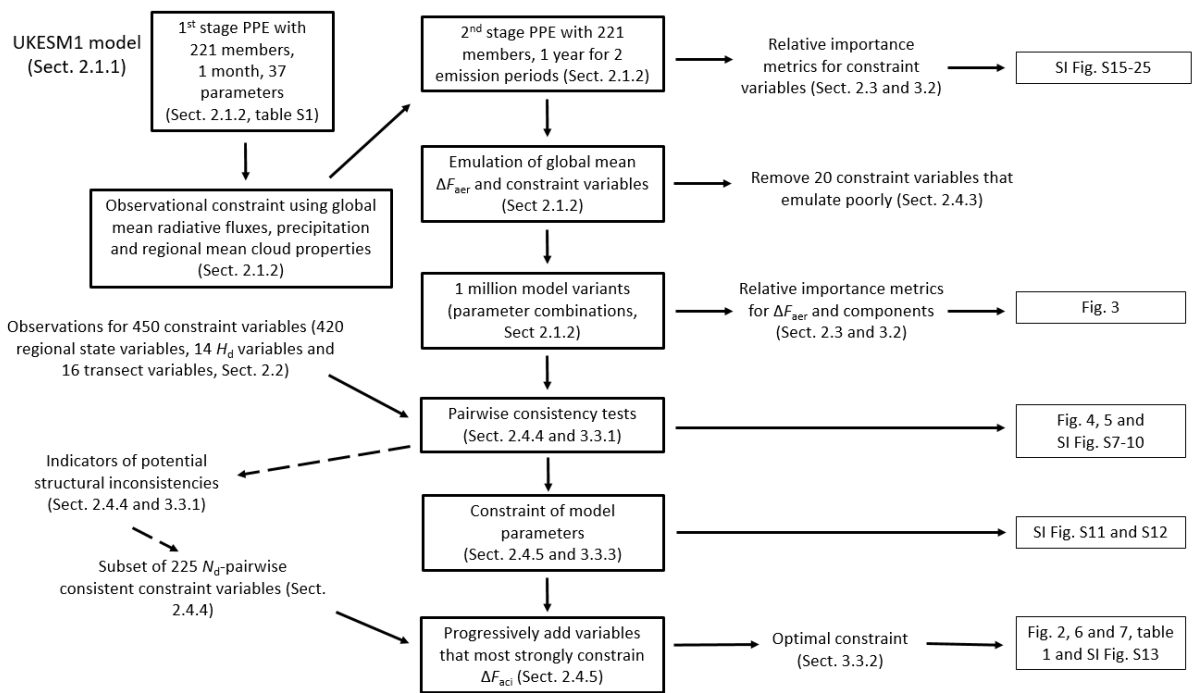 UKESM1 model
(Sect. 2.1.1)
1st stage PPE with
221 members,
1 month, 37
parameters
(Sect. 2.1.2, table S1)
2nd stage PPE with 221
members, 1 year for 2
emission periods (Sect. 2.1.2)
Relative importance
metrics for constraint
variables (Sect. 2.3 and 3.2)
SI Fig. S15-25
Observational constraint using global
mean radiative fluxes, precipitation
and regional mean cloud properties
(Sect. 2.1.2)
Emulation of global mean
ΔFaer and constraint variables
(Sect 2.1.2)
Remove 20 constraint variables that
emulate poorly (Sect. 2.4.3)
1 million model variants
(parameter combinations,
Sect 2.1.2)
Relative importance metrics
for ΔFaer and components
(Sect. 2.3 and 3.2)
Fig. 3
Observations for 450 constraint variables (420
regional state variables, 14 Hd variables and
16 transect variables, Sect. 2.2)
Pairwise consistency tests
(Sect. 2.4.4 and 3.3.1)
Fig. 4, 5 and
SI Fig. S7-10
Indicators of potential
structural inconsistencies
(Sect. 2.4.4 and 3.3.1)
Constraint of model
parameters
(Sect. 2.4.5 and 3.3.3)
SI Fig. S11 and S12
Subset of 225 Nd-pairwise
consistent constraint variables (Sect.
2.4.4)
Progressively add variables
that most strongly constrain
ΔFaci (Sect. 2.4.5)
Optimal constraint
(Sect. 3.3.2)
Fig. 2, 6 and 7, table
1 and SI Fig. S13